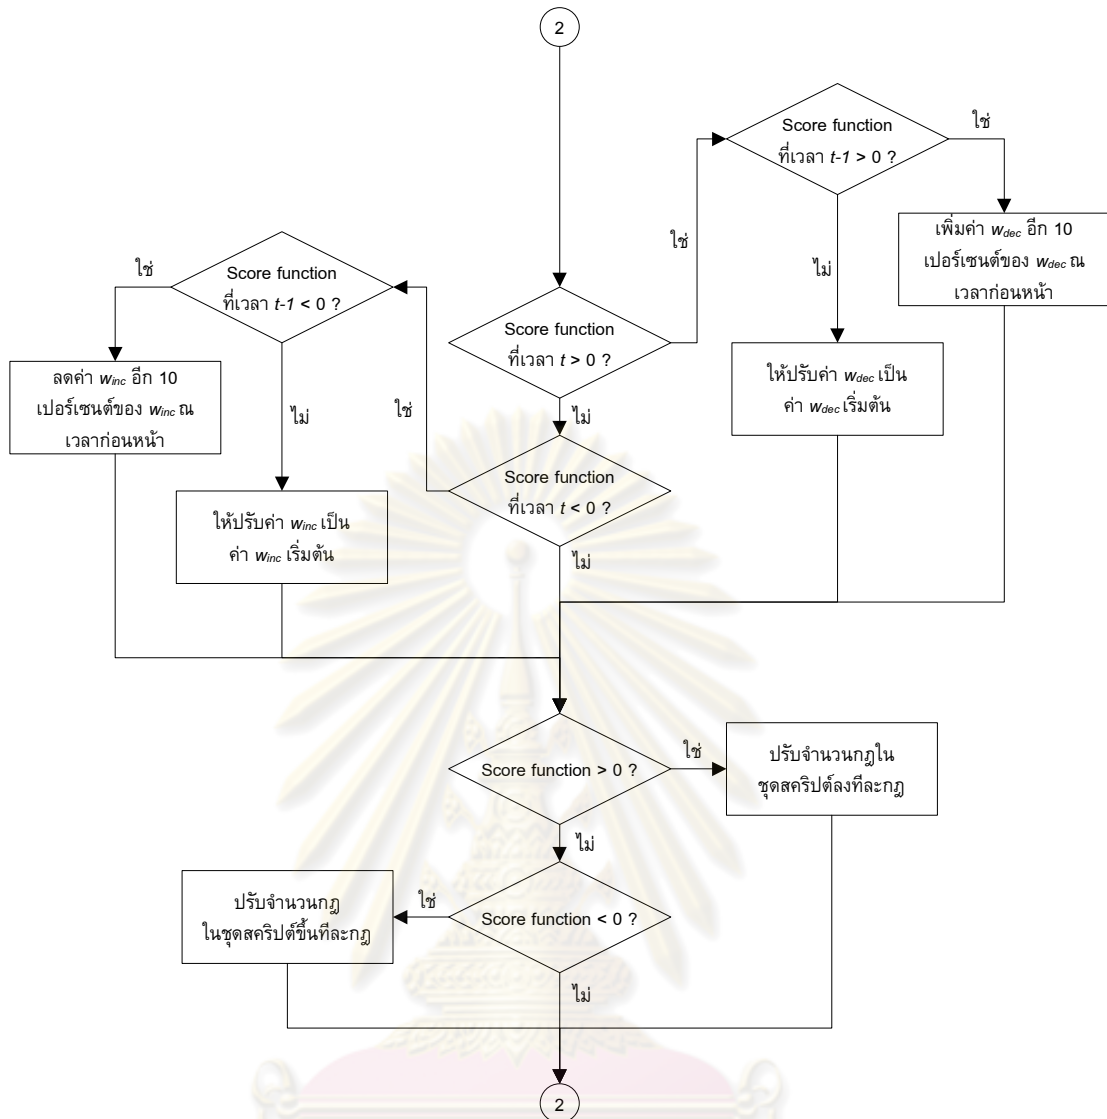 2
Score function
ที่เวลา t-1 > 0 ?
ใช่
ใช่
ไม่
เพิ่มค่า wdec อีก 10
เปอร์เซนต์ของ wdec ณ
เวลาก่อนหน้า
Score function
ที่เวลา t-1 < 0 ?
ใช่
ไม่
ใช่
Score function
ที่เวลา t > 0 ?
ไม่
ให้ปรับค่า wdec เป็น
ค่า wdec เริ่มต้น
ลดค่า winc อีก 10
เปอร์เซนต์ของ winc ณ
เวลาก่อนหน้า
Score function
ที่เวลา t < 0 ?
ไม่
ให้ปรับค่า winc เป็น
ค่า winc เริ่มต้น
Score function > 0 ?
ใช่
ไม่
ปรับจำนวนกฎใน
ชุดสคริปต์ลงทีละกฎ
Score function < 0 ?
ใช่
ไม่
ปรับจำนวนกฎ
ในชุดสคริปต์ขึ้นทีละกฎ
2